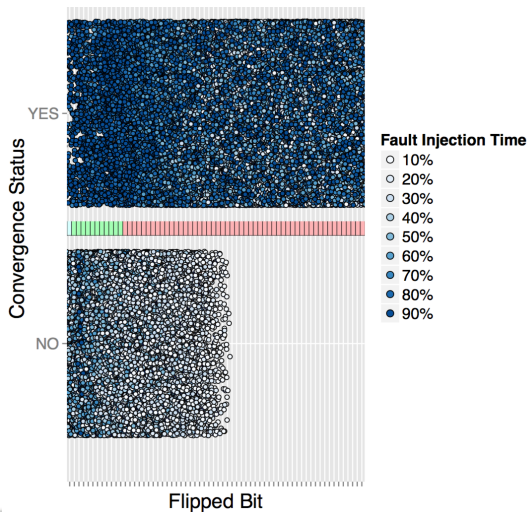 Convergence Status
YES
NO
Flipped Bit
Fault Injection Time
10%
20%
30%
40%
50%
60%
70%
80%
90%